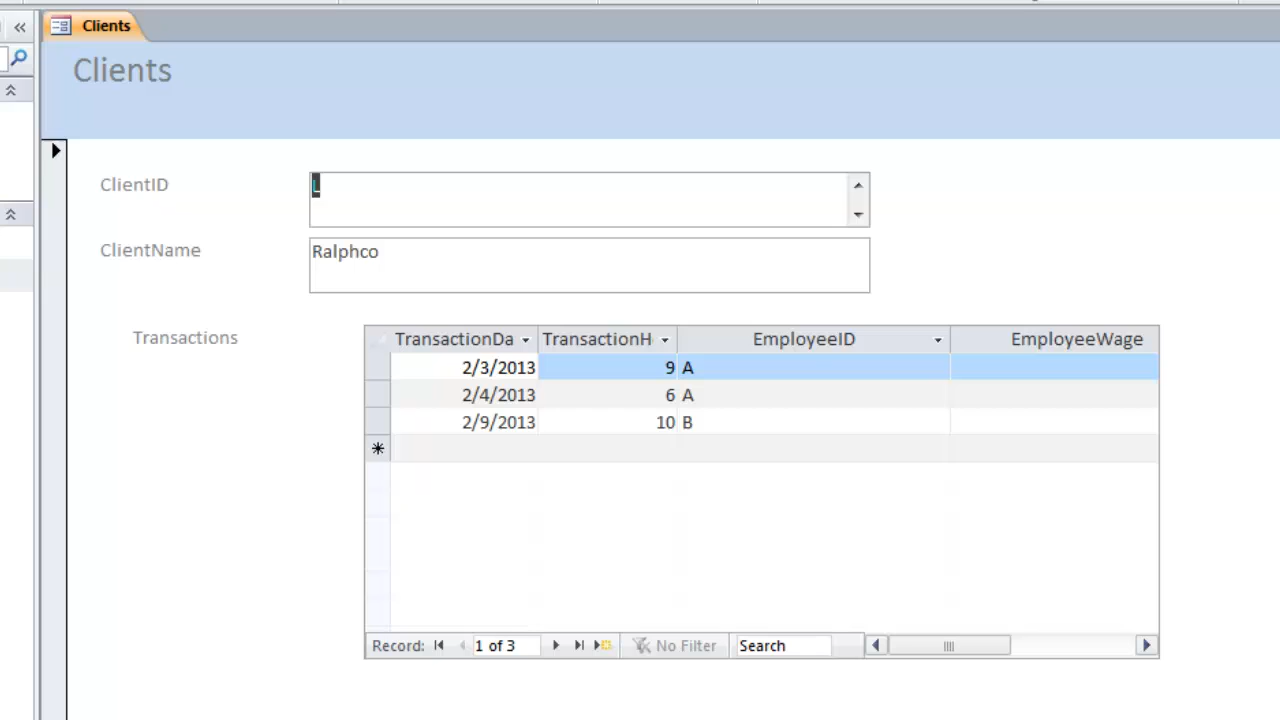 Clients
Clients
ClientID
L
ClientName
Ralphco
Transactions
TransactionDa TransactionH EmployeeID EmployeeWage
2/3/2013 9 A
2/4/2013 6 A
2/9/2013 10 B
Record: 1 of 3 No Filter Search